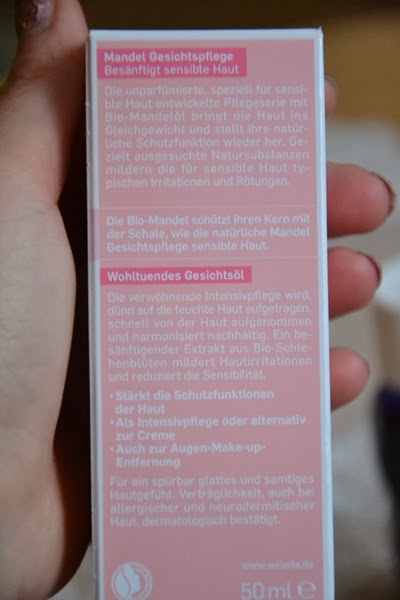 Mandel Gesichtspflege
Besänftigt sensible Haut
Die unparfümierte, speziell für sensi-
ble Haut entwickelte Pflegeserie mit
Bio-Mandelöl bringt die Haut ins
Gleichgewicht und stellt ihre natür-
liche Schutzfunktion wieder her. Ge-
zielt ausgesuchte Natursubstanzen
mildern die für sensible Haut ty-
pischen Irritationen und Rötungen.
Die Bio-Mandel schützt ihren Kern mit
der Schale, wie die natürliche Mandel
Gesichtspflege sensible Haut.
Wohltuendes Gesichtsöl
Die verwöhnende Intensivpflege wird,
dünn auf die feuchte Haut aufgetragen,
schnell von der Haut aufgenommen
und harmonisiert nachhaltig. Ein be-
sänftigender Extrakt aus Bio-Schle-
henblüten mildert Hautirritationen
und reduziert die Sensibilität.
• Stärkt die Schutzfunktionen
der Haut
• Als Intensivpflege oder alternativ
zur Creme
• Auch zur Augen-Make-up-
Entfernung
Für ein spürbar glattes und samtiges
Hautgefühl. Verträglichkeit, auch bei
allergischer und neurodermitischer
Haut, dermatologisch bestätigt.
www.weleda.de
50 ml ℮